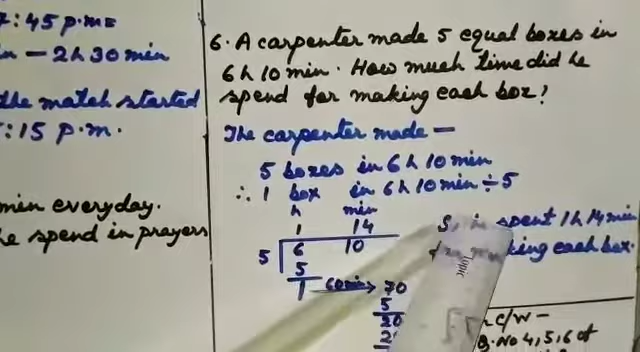 7:45 p.m =
- 2h 30 min
the match started
:15 p.m.
min everyday.
spend in prayers
6. A carpenter made 5 equal boxes in
6 h 10 min. How much time did he
spend for making each box?
The carpenter made —
5 boxes in 6 h 10 min
∴ 1 box in 6 h 10 min ÷ 5
h min
1 14
5 6 10
5
1 60min→ 70
5
20
2
spent 1h 14 min
making each box.
C/W —
Q. No 4, 5, 6 of